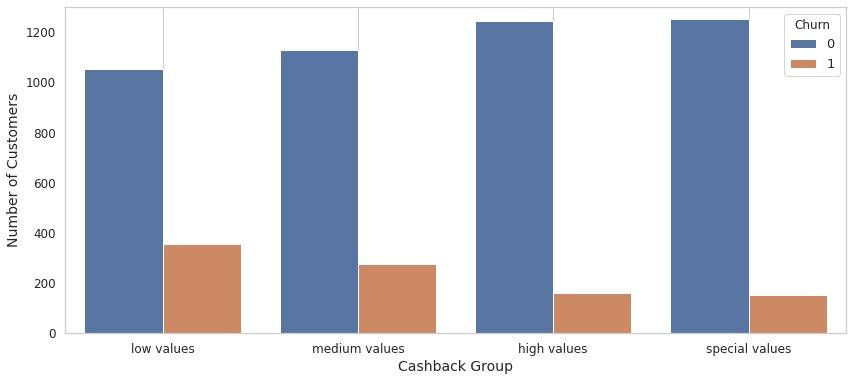 Churn
0
1
1200
1000
800
600
400
200
0
Number of Customers
low values
medium values
high values
special values
Cashback Group